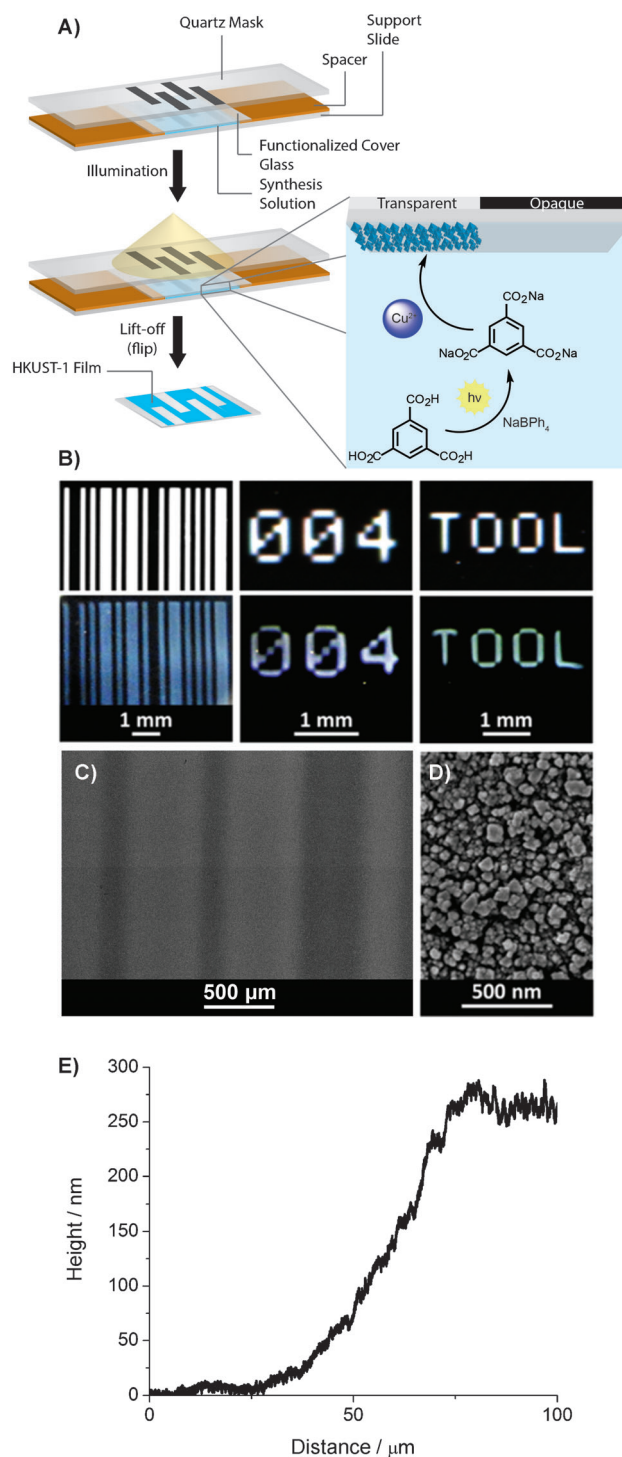 A)
Quartz Mask
Support
Slide
Spacer
Functionalized Cover
Glass
Synthesis
Solution
Illumination
Transparent
Opaque
Lift-off
(flip)
HKUST-1 Film
Cu²⁺
CO₂Na
NaO₂C
CO₂Na
CO₂H
hν
NaBPh₄
HO₂C
CO₂H
B)
004
TOOL
004
TOOL
1 mm
1 mm
1 mm
C)
D)
500 µm
500 nm
E)
300
250
200
150
100
50
0
Height / nm
0
50
100
Distance / µm